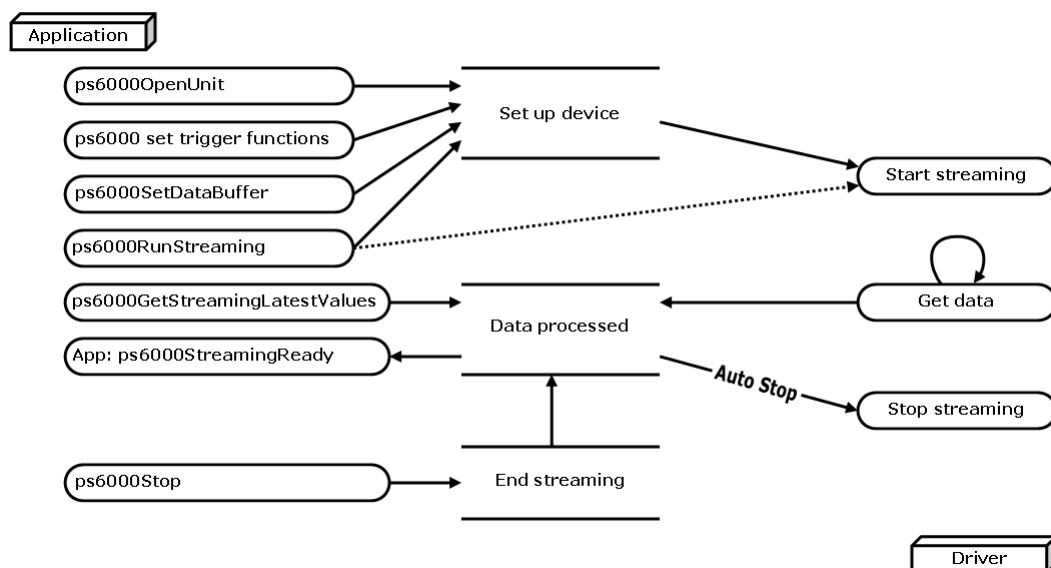 Application
ps6000OpenUnit
ps6000 set trigger functions
Set up device
ps6000SetDataBuffer
Start streaming
ps6000RunStreaming
ps6000GetStreamingLatestValues
Get data
Data processed
App: ps6000StreamingReady
Auto Stop
Stop streaming
ps6000Stop
End streaming
Driver